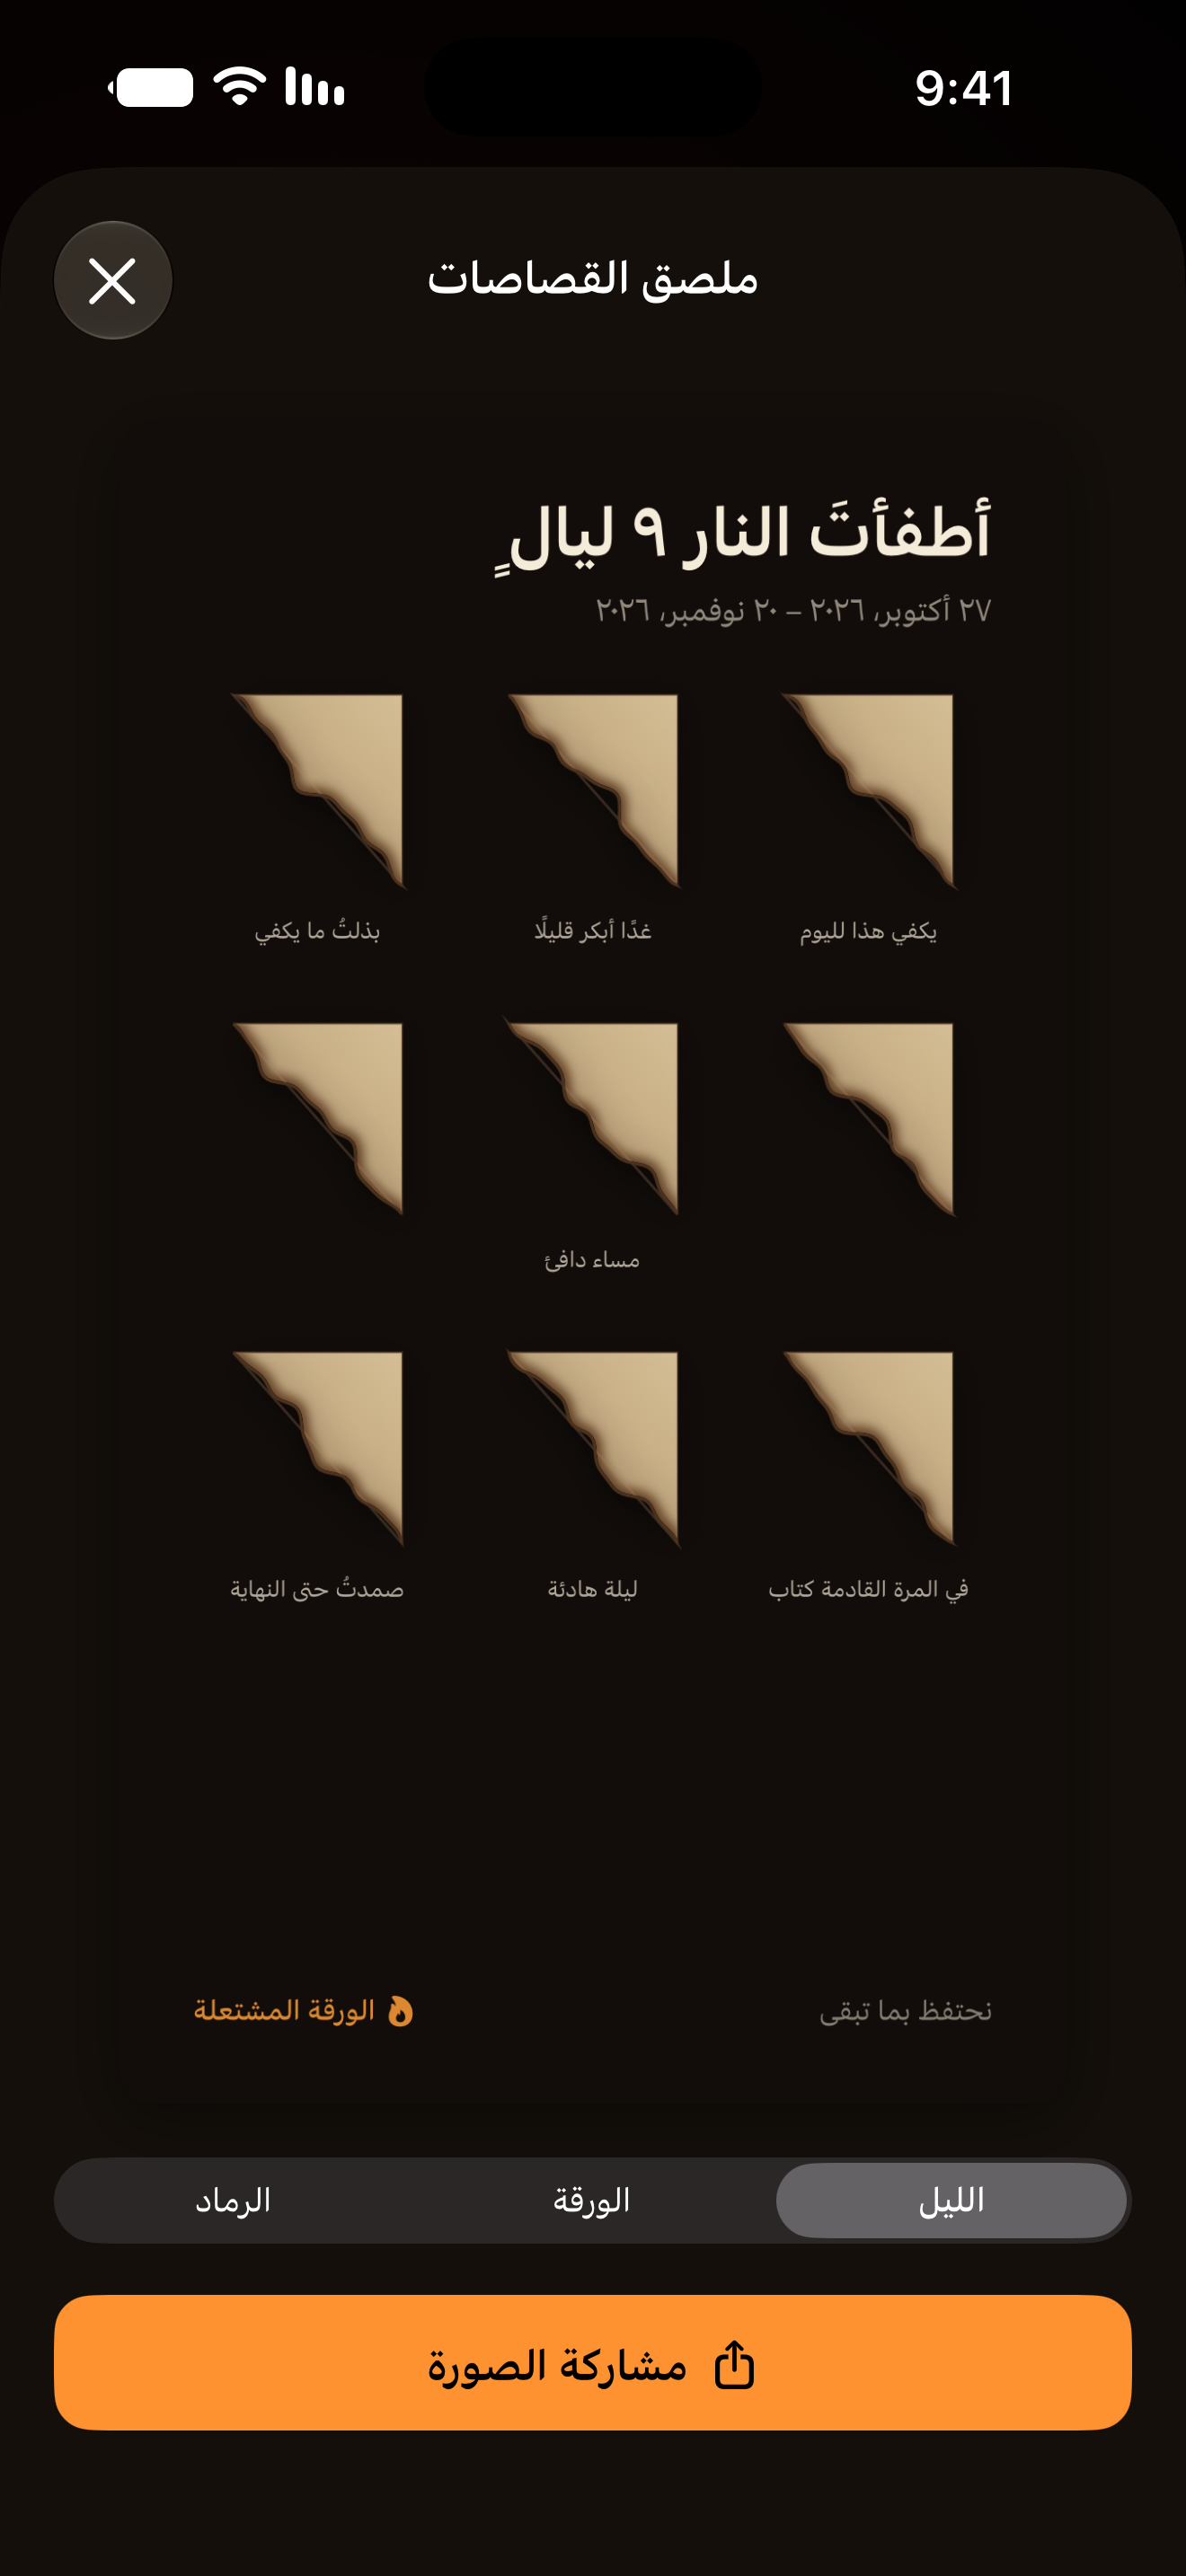 9:41
ملصق القصاصات
أطفأتَ النار ٩ ليالٍ
٢٧ أكتوبر، ٢٠٢٦ – ٢٠ نوفمبر، ٢٠٢٦
يكفي هذا لليوم
غدًا أبكر قليلًا
بذلتُ ما يكفي
مساء دافئ
في المرة القادمة كتاب
ليلة هادئة
صمدتُ حتى النهاية
نحتفظ بما تبقى
الورقة المشتعلة
الليل
الورقة
الرماد
مشاركة الصورة